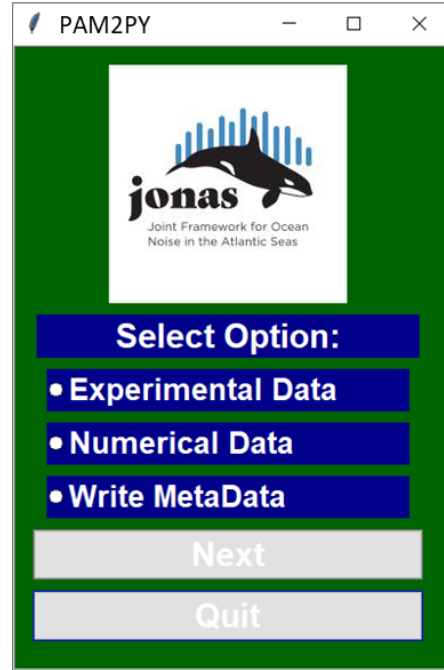 PAM2PY
jonas
Joint Framework for Ocean
Noise in the Atlantic Seas
Select Option:
Experimental Data
Numerical Data
Write MetaData
Next
Quit